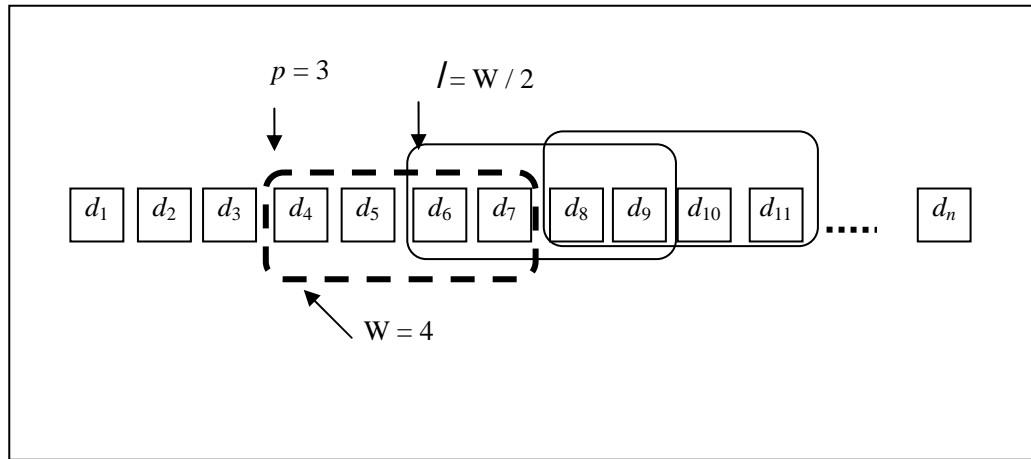 p = 3
l = W / 2
d₁ d₂ d₃ d₄ d₅ d₆ d₇ d₈ d₉ d₁₀ d₁₁ ..... dₙ
W = 4